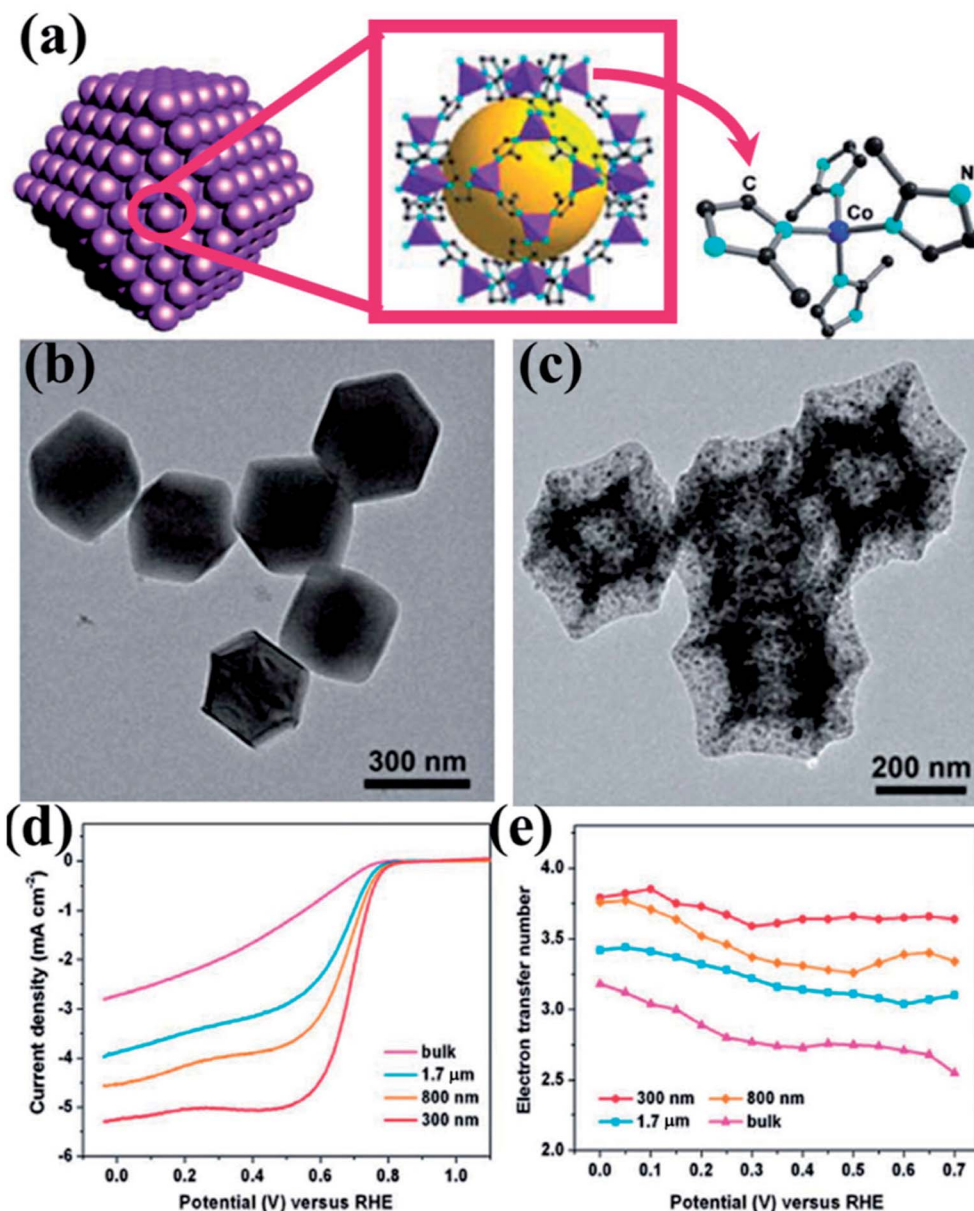 (a)
C
N
Co
(b)
300 nm
(c)
200 nm
(d)
Current density (mA cm⁻²)
0
-1
-2
-3
-4
-5
-6
bulk
1.7 μm
800 nm
300 nm
0.0 0.2 0.4 0.6 0.8 1.0
Potential (V) versus RHE
(e)
Electron transfer number
4.0
3.5
3.0
2.5
2.0
300 nm 800 nm
1.7 μm bulk
0.0 0.1 0.2 0.3 0.4 0.5 0.6 0.7
Potential (V) versus RHE